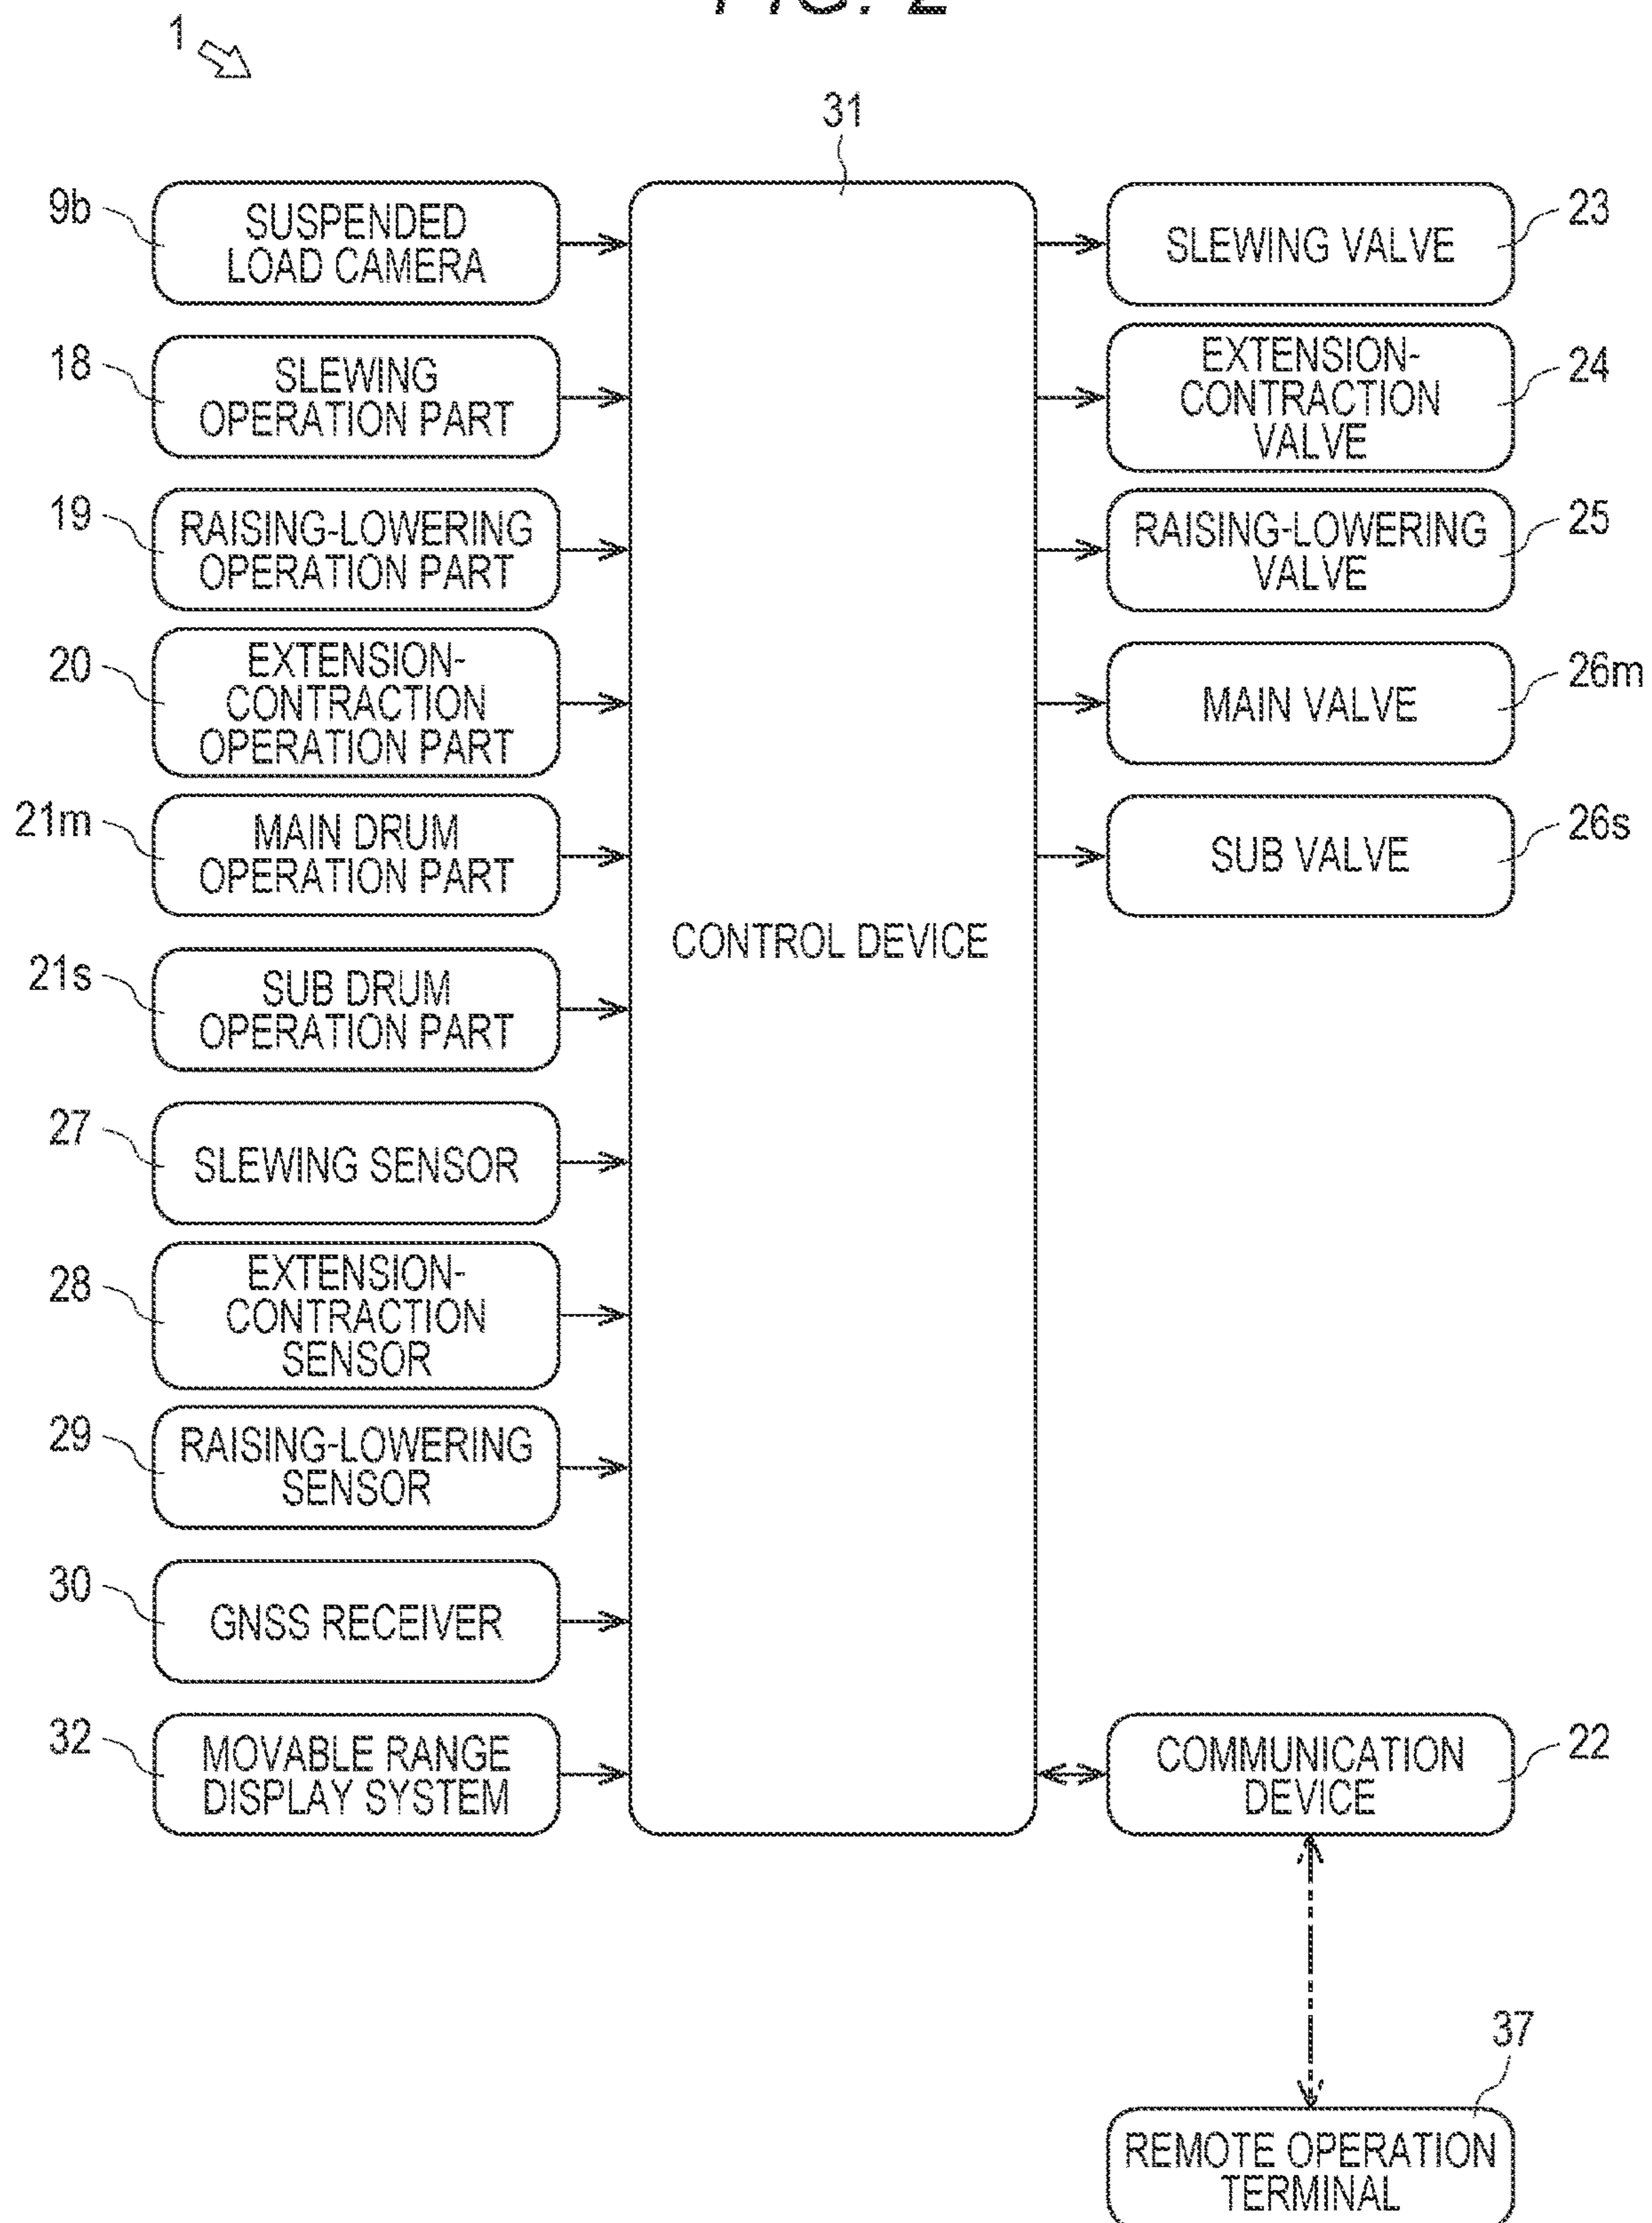 FIG. 2
1
31
9b
SUSPENDED
LOAD CAMERA
18
SLEWING
OPERATION PART
19
RAISING-LOWERING
OPERATION PART
20
EXTENSION-
CONTRACTION
OPERATION PART
21m
MAIN DRUM
OPERATION PART
21s
SUB DRUM
OPERATION PART
27
SLEWING SENSOR
28
EXTENSION-
CONTRACTION
SENSOR
29
RAISING-LOWERING
SENSOR
30
GNSS RECEIVER
32
MOVABLE RANGE
DISPLAY SYSTEM
CONTROL DEVICE
SLEWING VALVE
23
EXTENSION-
CONTRACTION
VALVE
24
RAISING-LOWERING
VALVE
25
MAIN VALVE
26m
SUB VALVE
26s
COMMUNICATION
DEVICE
22
37
REMOTE OPERATION
TERMINAL